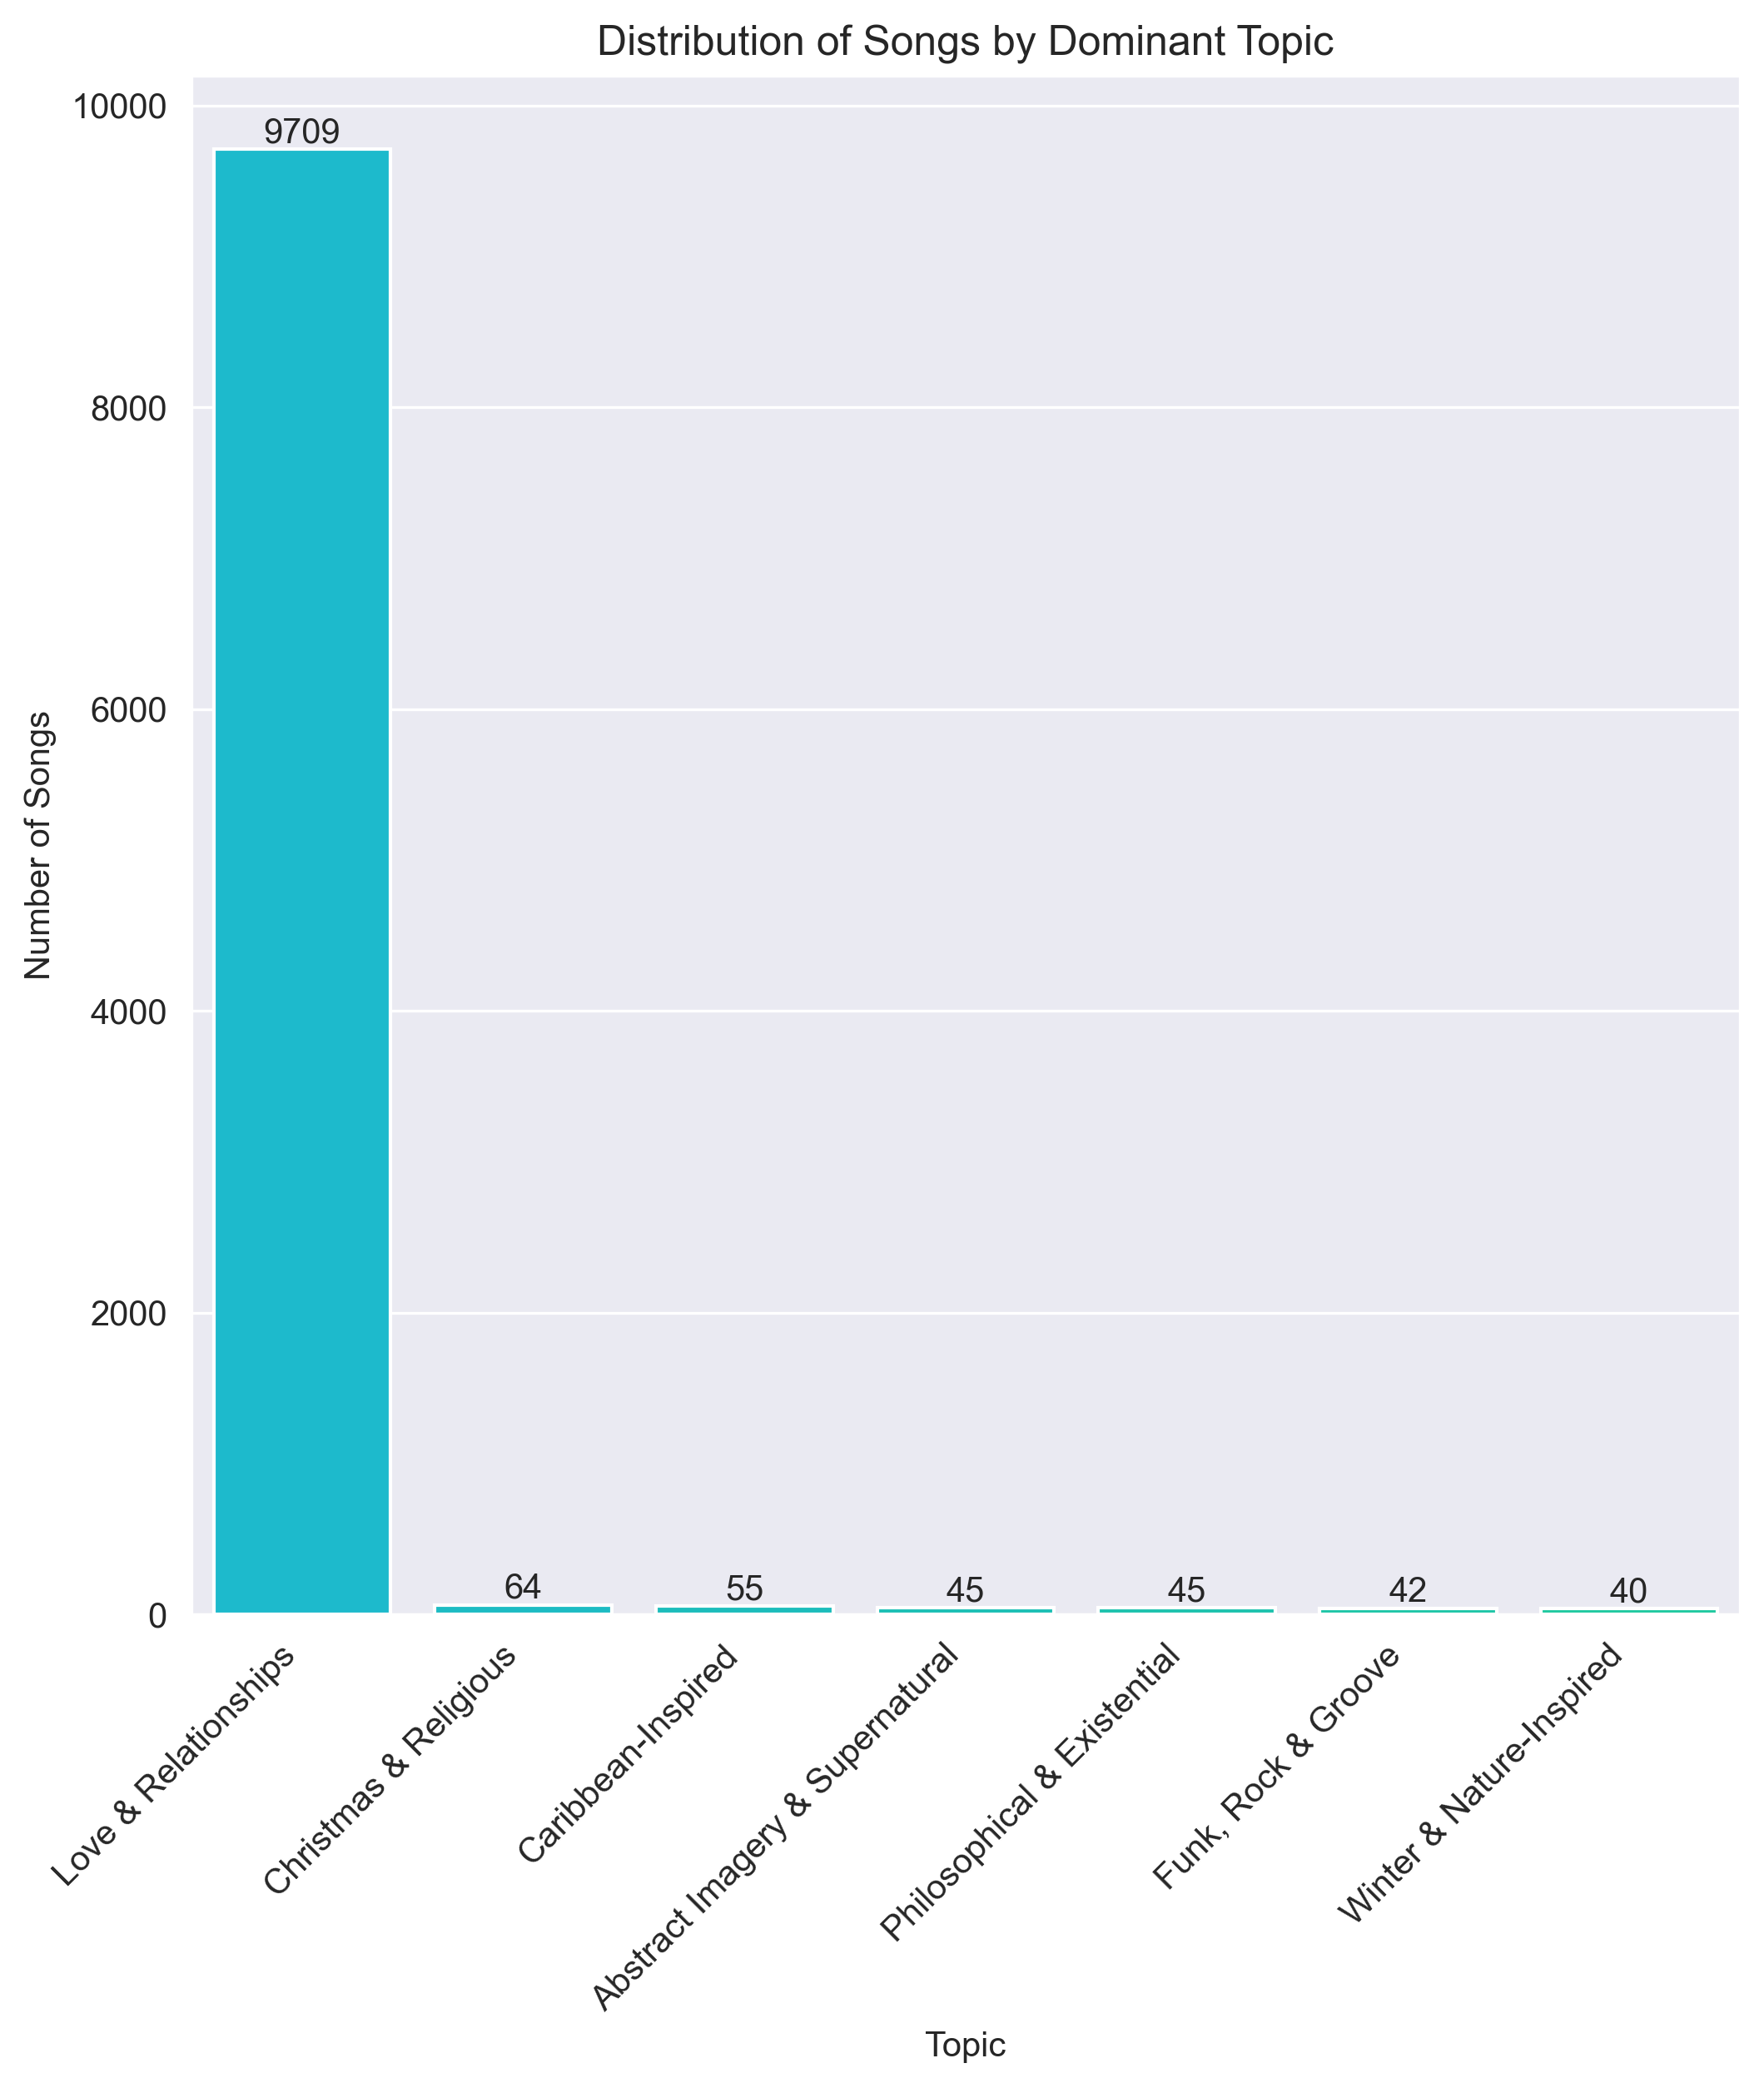 Distribution of Songs by Dominant Topic
10000
8000
6000
4000
2000
0
Number of Songs
9709
64
55
45
45
42
40
Love & Relationships
Christmas & Religious
Caribbean-Inspired
Abstract Imagery & Supernatural
Philosophical & Existential
Funk, Rock & Groove
Winter & Nature-Inspired
Topic